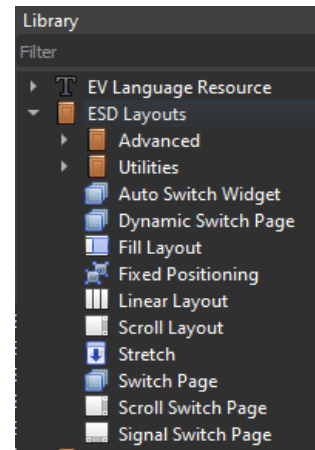 Library
Filter
EV Language Resource
ESD Layouts
Advanced
Utilities
Auto Switch Widget
Dynamic Switch Page
Fill Layout
Fixed Positioning
Linear Layout
Scroll Layout
Stretch
Switch Page
Scroll Switch Page
Signal Switch Page